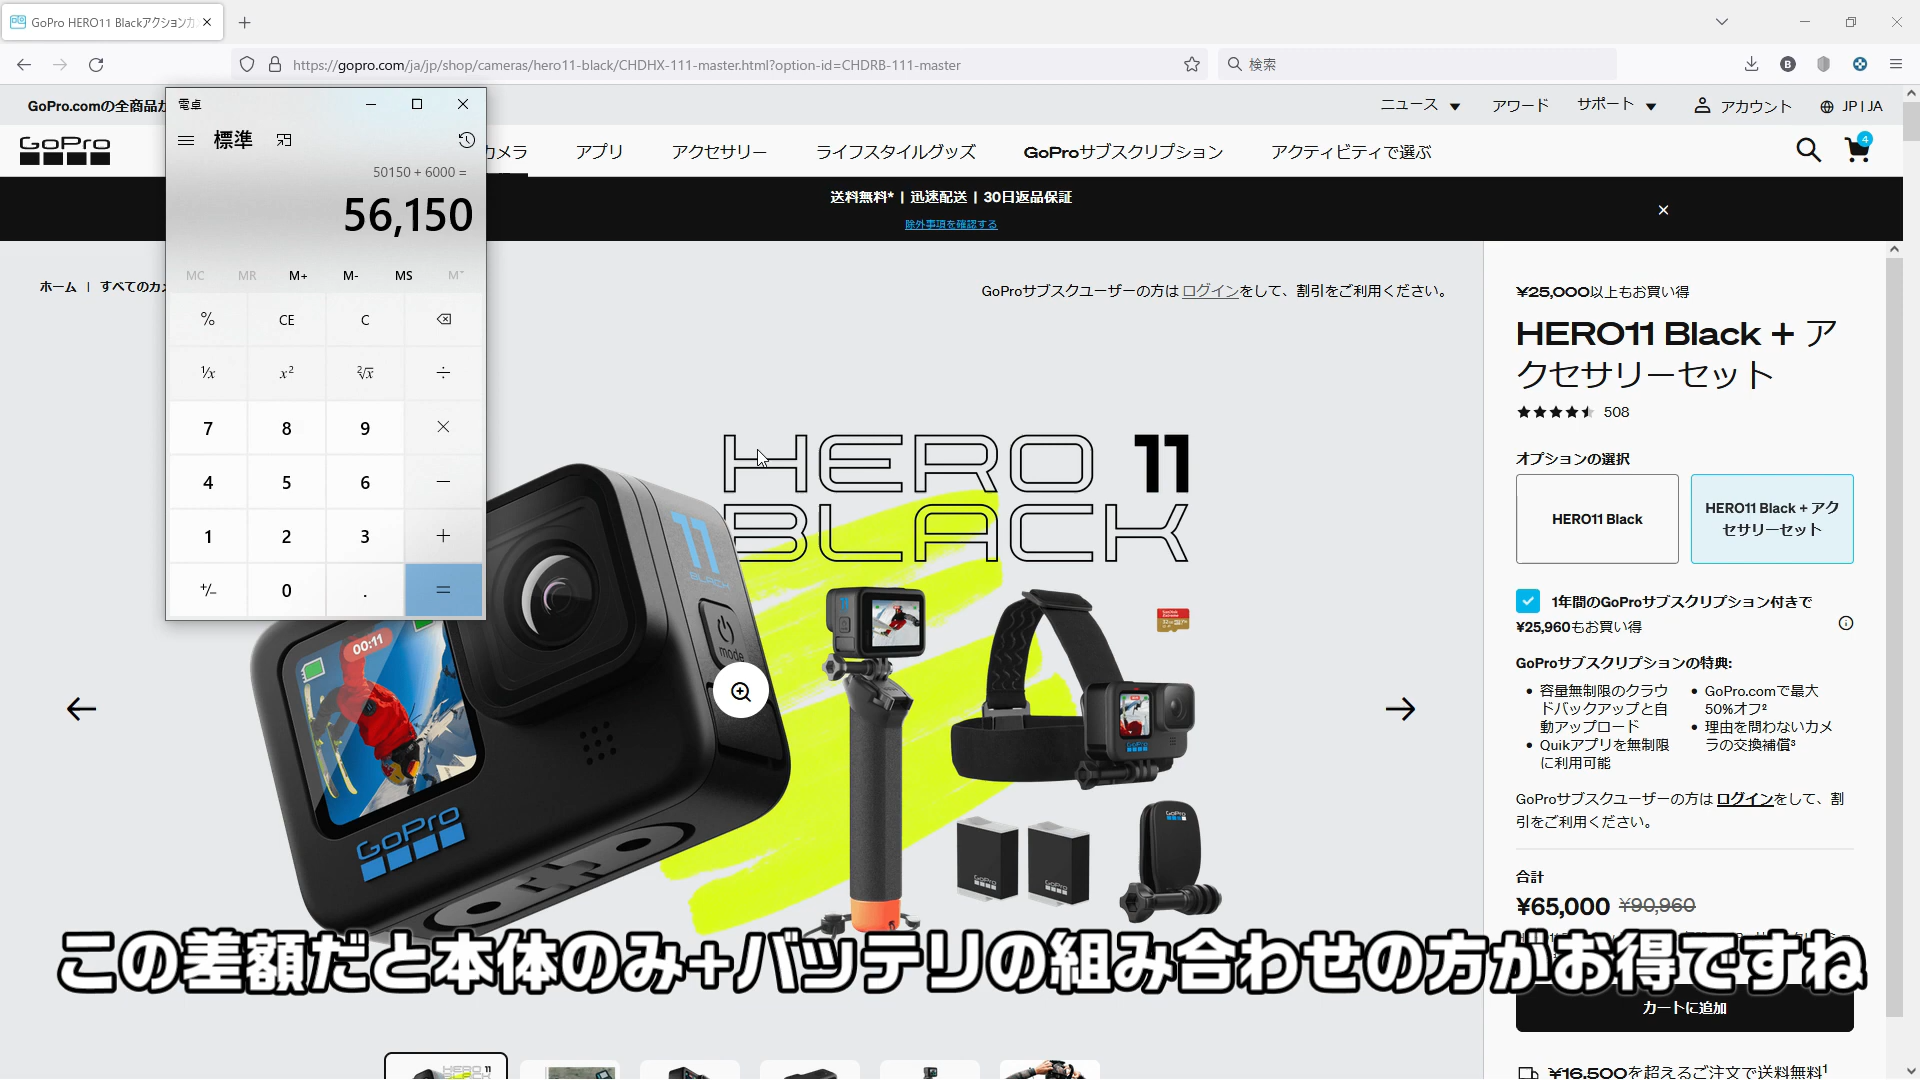 GoPro HERO11 Blackアクションカ
https://gopro.com/ja/jp/shop/cameras/hero11-black/CHDHX-111-master.html?option-id=CHDRB-111-master
検索
GoPro.comの全商品が
ニュース
アワード
サポート
アカウント
JP | JA
GoPro
カメラ
アプリ
アクセサリー
ライフスタイルグッズ
GoProサブスクリプション
アクティビティで選ぶ
4
送料無料* | 迅速配送 | 30日返品保証
除外事項を確認する
電卓
標準
50150 + 6000 =
56,150
MC MR M+ M- MS M˅
% CE C
¹/x x² ²√x ÷
7 8 9 ×
4 5 6 −
1 2 3 +
+/− 0 . =
ホーム | すべてのカメ
GoProサブスクユーザーの方は ログインをして、割引をご利用ください。
HERO 11
BLACK
11
BLACK
mode
00:11
GoPro
¥25,000以上もお買い得
HERO11 Black + ア
クセサリーセット
508
オプションの選択
HERO11 Black
HERO11 Black + アク
セサリーセット
1年間のGoProサブスクリプション付きで
¥25,960もお買い得
GoProサブスクリプションの特典:
• 容量無制限のクラウ
ドバックアップと自
動アップロード
• Quikアプリを無制限
に利用可能
• GoPro.comで最大
50%オフ²
• 理由を問わないカメ
ラの交換補償³
GoProサブスクユーザーの方は ログインをして、割
引をご利用ください。
合計
¥65,000 ¥90,960
この差額だと本体のみ+バッテリの組み合わせの方がお得ですね
カートに追加
¥16,500を超えるご注文で送料無料¹